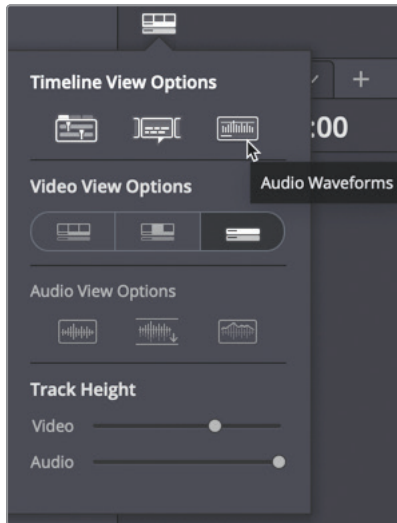 Timeline View Options
+
:00
Audio Waveforms
Video View Options
Audio View Options
Track Height
Video
Audio